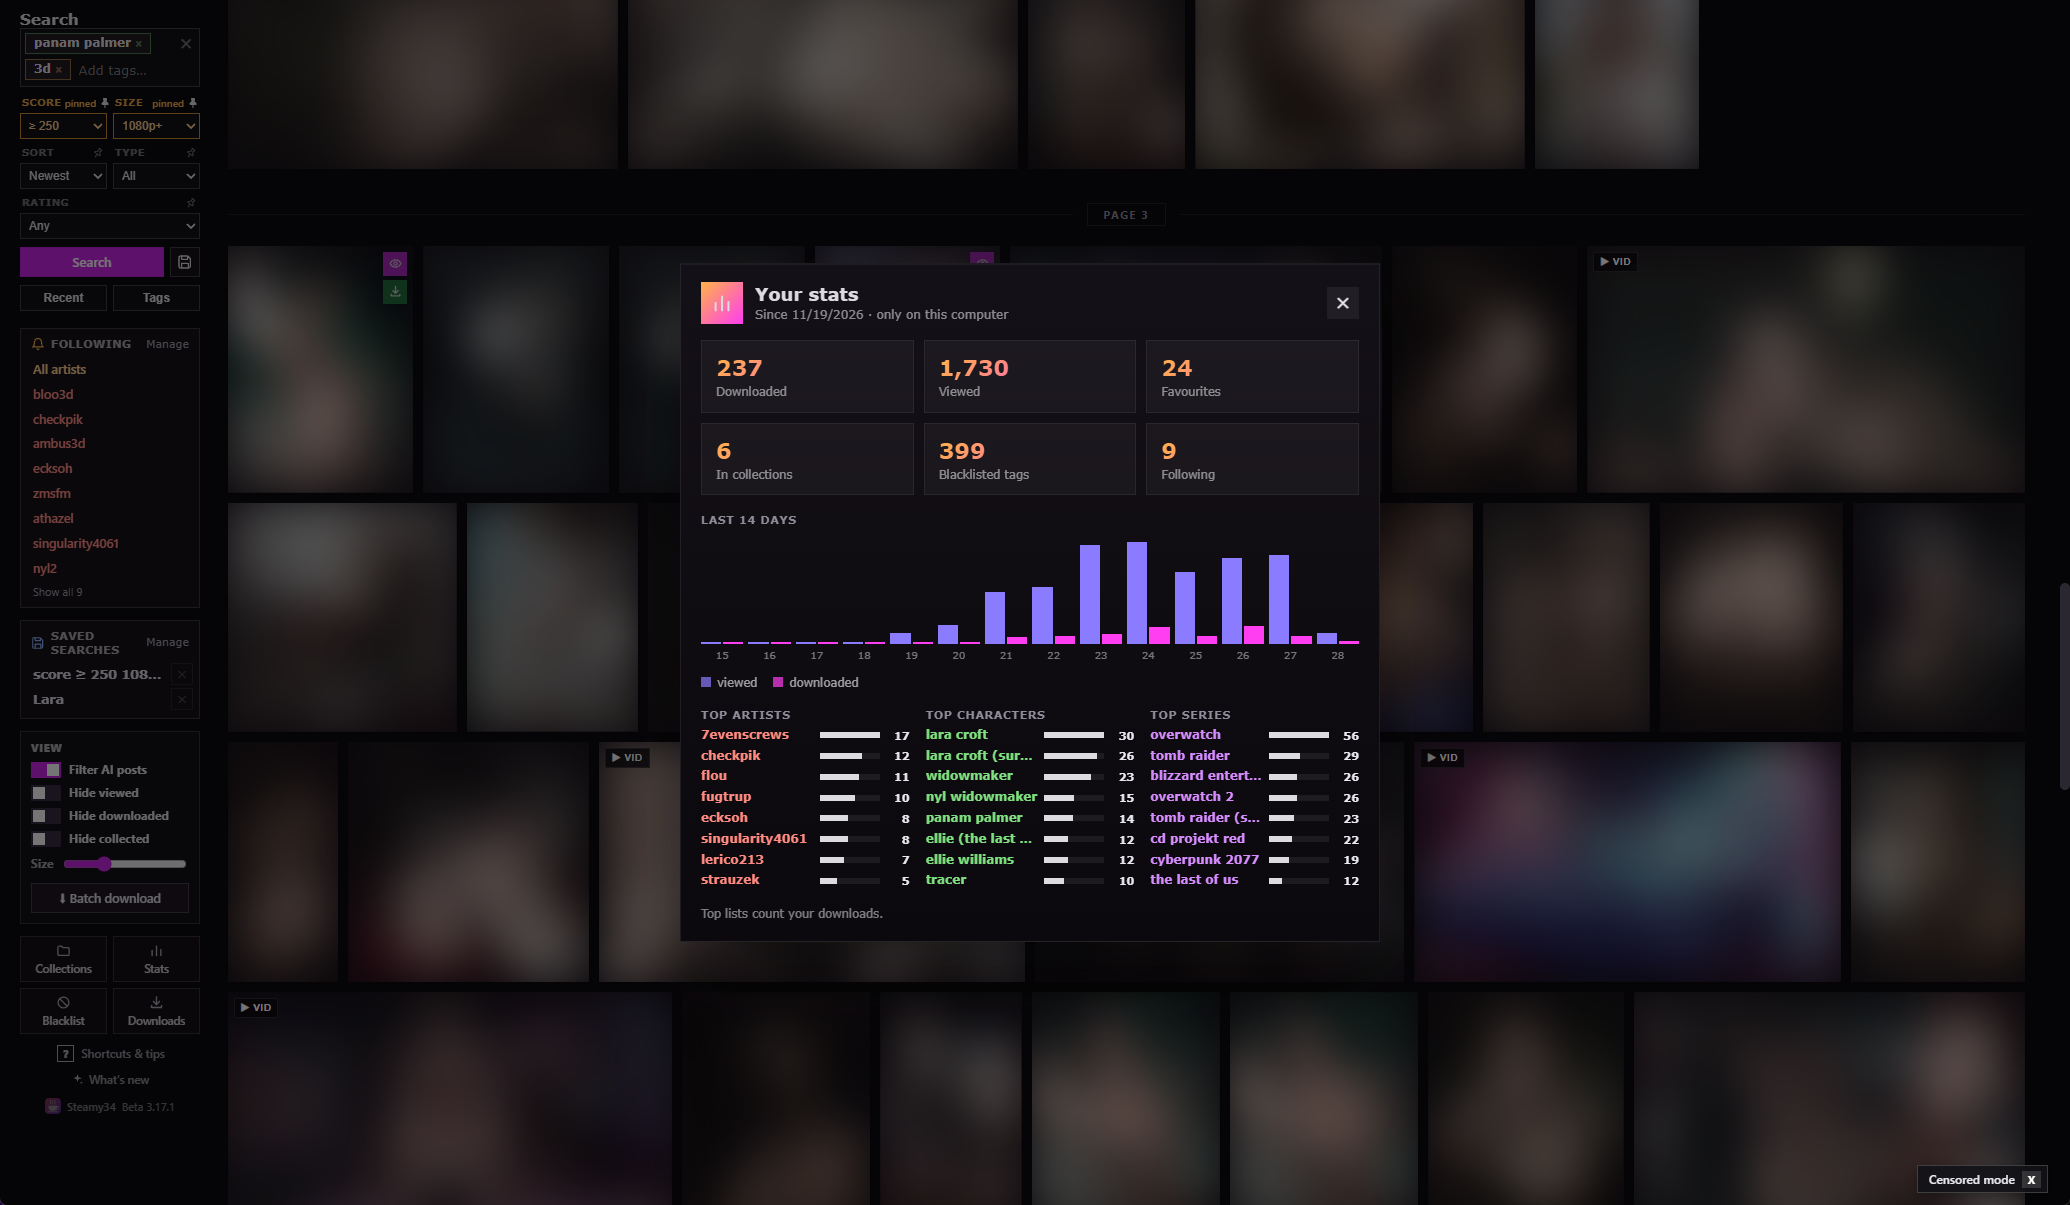 Search
panam palmer ×
3d ×
Add tags...
SCORE pinned
SIZE pinned
≥ 250
1080p+
SORT
TYPE
Newest
All
RATING
Any
Search
Recent
Tags
FOLLOWING
Manage
All artists
bloo3d
checkpik
ambus3d
ecksoh
zmsfm
athazel
singularity4061
nyl2
Show all 9
SAVED SEARCHES
Manage
score ≥ 250 108...
Lara
VIEW
Filter AI posts
Hide viewed
Hide downloaded
Hide collected
Size
Batch download
Collections
Stats
Blacklist
Downloads
? Shortcuts & tips
What's new
Steamy34 Beta 3.17.1
PAGE 3
VID
VID
VID
VID
Your stats
Since 11/19/2026 · only on this computer
237
Downloaded
1,730
Viewed
24
Favourites
6
In collections
399
Blacklisted tags
9
Following
LAST 14 DAYS
15 16 17 18 19 20 21 22 23 24 25 26 27 28
viewed downloaded
TOP ARTISTS
7evenscrews 17
checkpik 12
flou 11
fugtrup 10
ecksoh 8
singularity4061 8
lerico213 7
strauzek 5
TOP CHARACTERS
lara croft 30
lara croft (sur... 26
widowmaker 23
nyl widowmaker 15
panam palmer 14
ellie (the last ... 12
ellie williams 12
tracer 10
TOP SERIES
overwatch 56
tomb raider 29
blizzard entert... 26
overwatch 2 26
tomb raider (s... 23
cd projekt red 22
cyberpunk 2077 19
the last of us 12
Top lists count your downloads.
Censored mode X